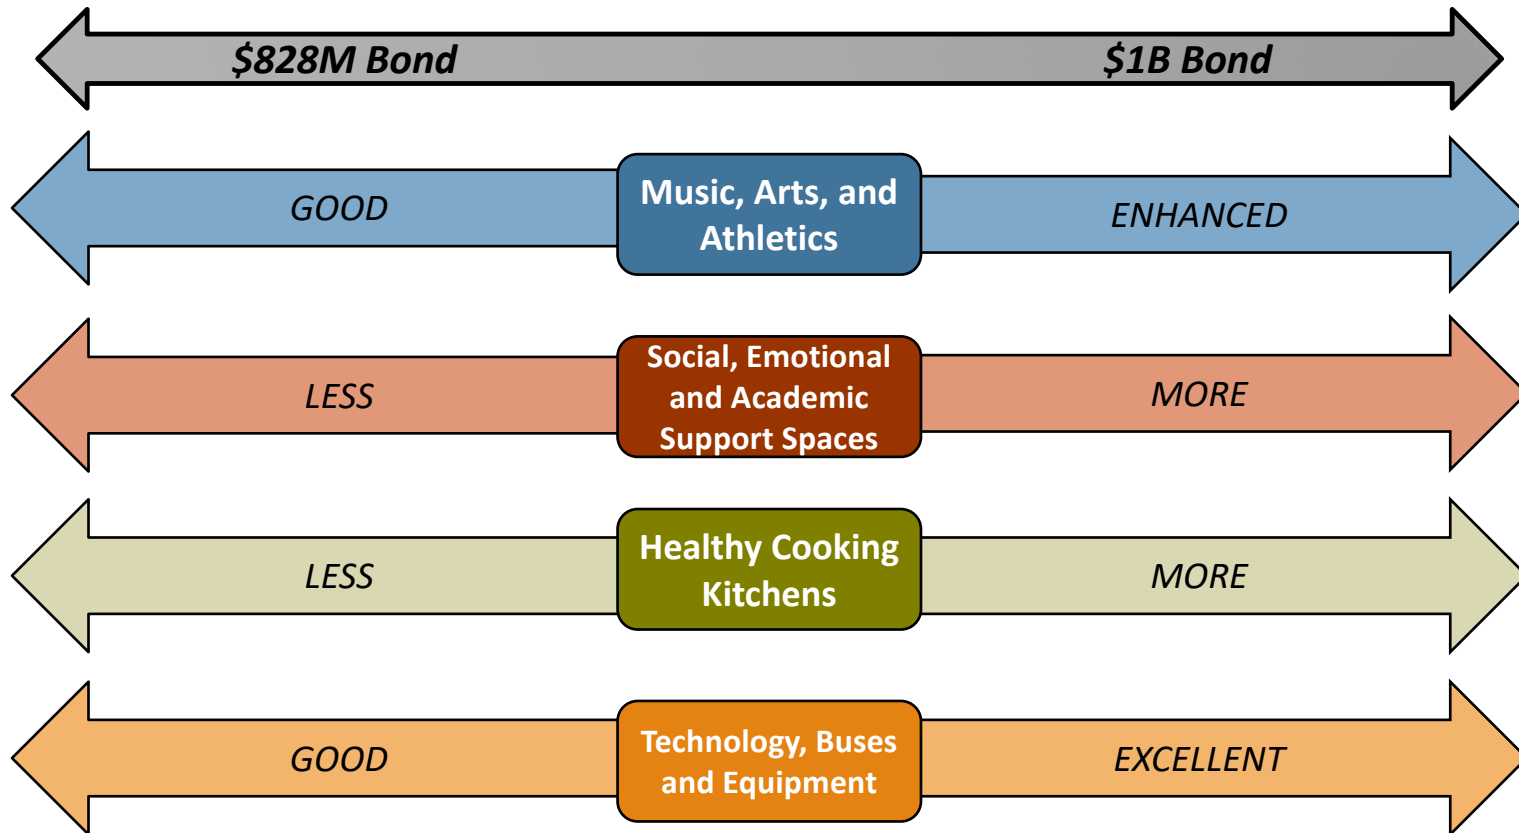 $828M Bond
$1B Bond
GOOD
Music, Arts, and
Athletics
ENHANCED
LESS
Social, Emotional
and Academic
Support Spaces
MORE
LESS
Healthy Cooking
Kitchens
MORE
GOOD
Technology, Buses
and Equipment
EXCELLENT